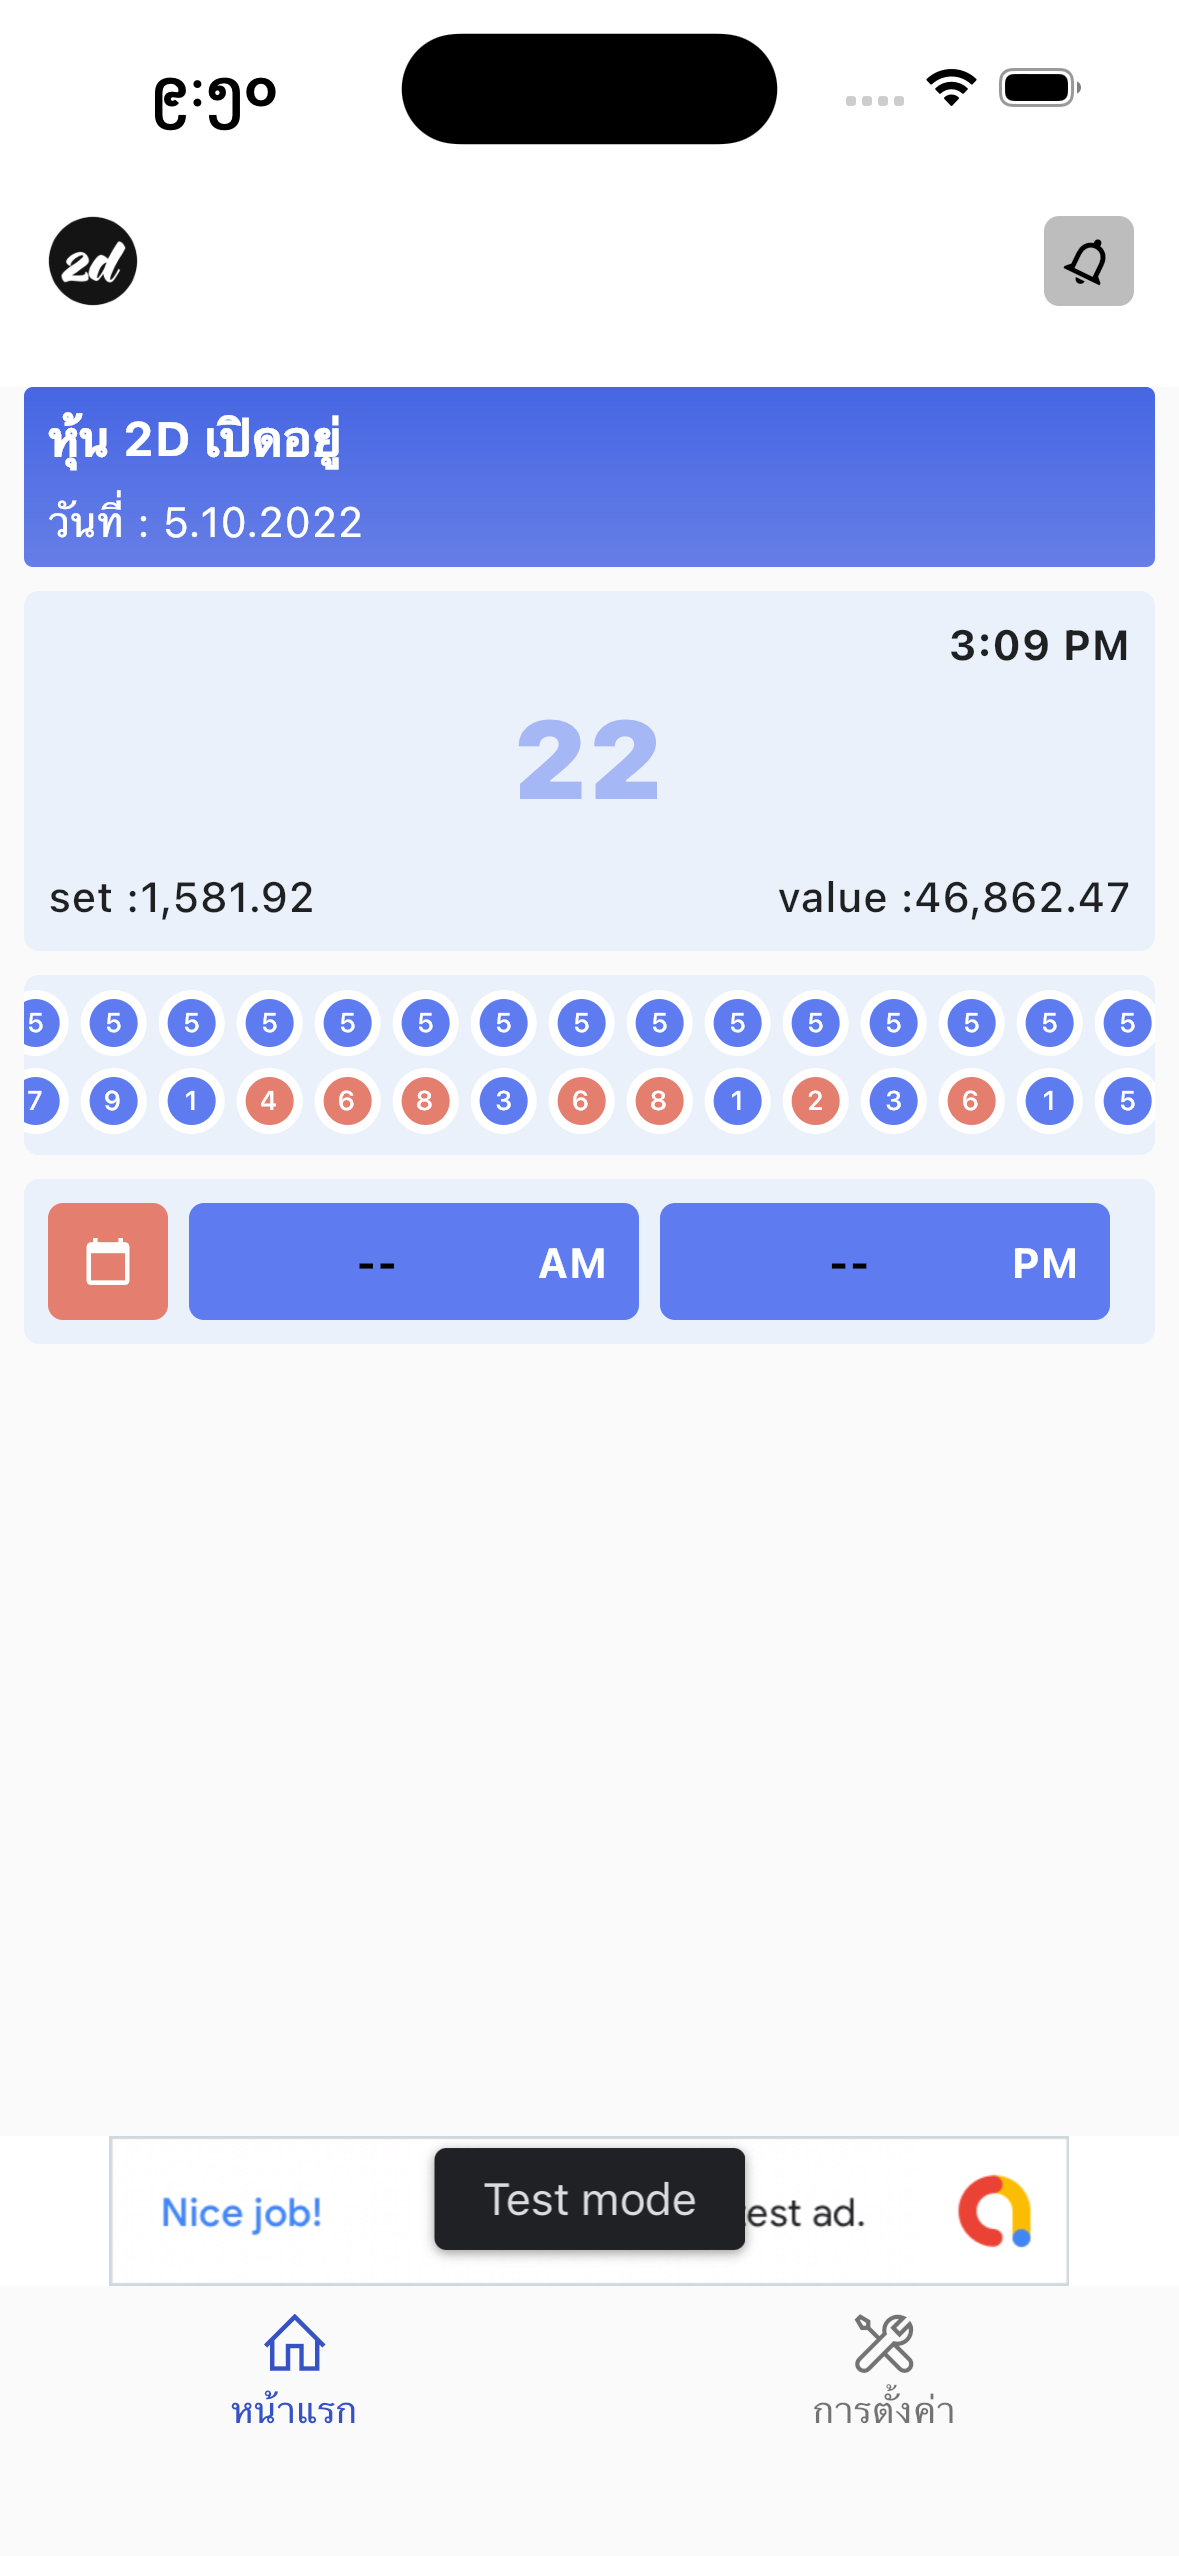 ๙:๑๐
2d
หุ้น 2D เปิดอยู่
วันที่ : 5.10.2022
3:09 PM
22
set :1,581.92 value :46,862.47
5 5 5 5 5 5 5 5 5 5 5 5 5 5 5
7 9 1 4 6 8 3 6 8 1 2 3 6 1 5
-- AM -- PM
Nice job! Test mode test ad.
หน้าแรก การตั้งค่า